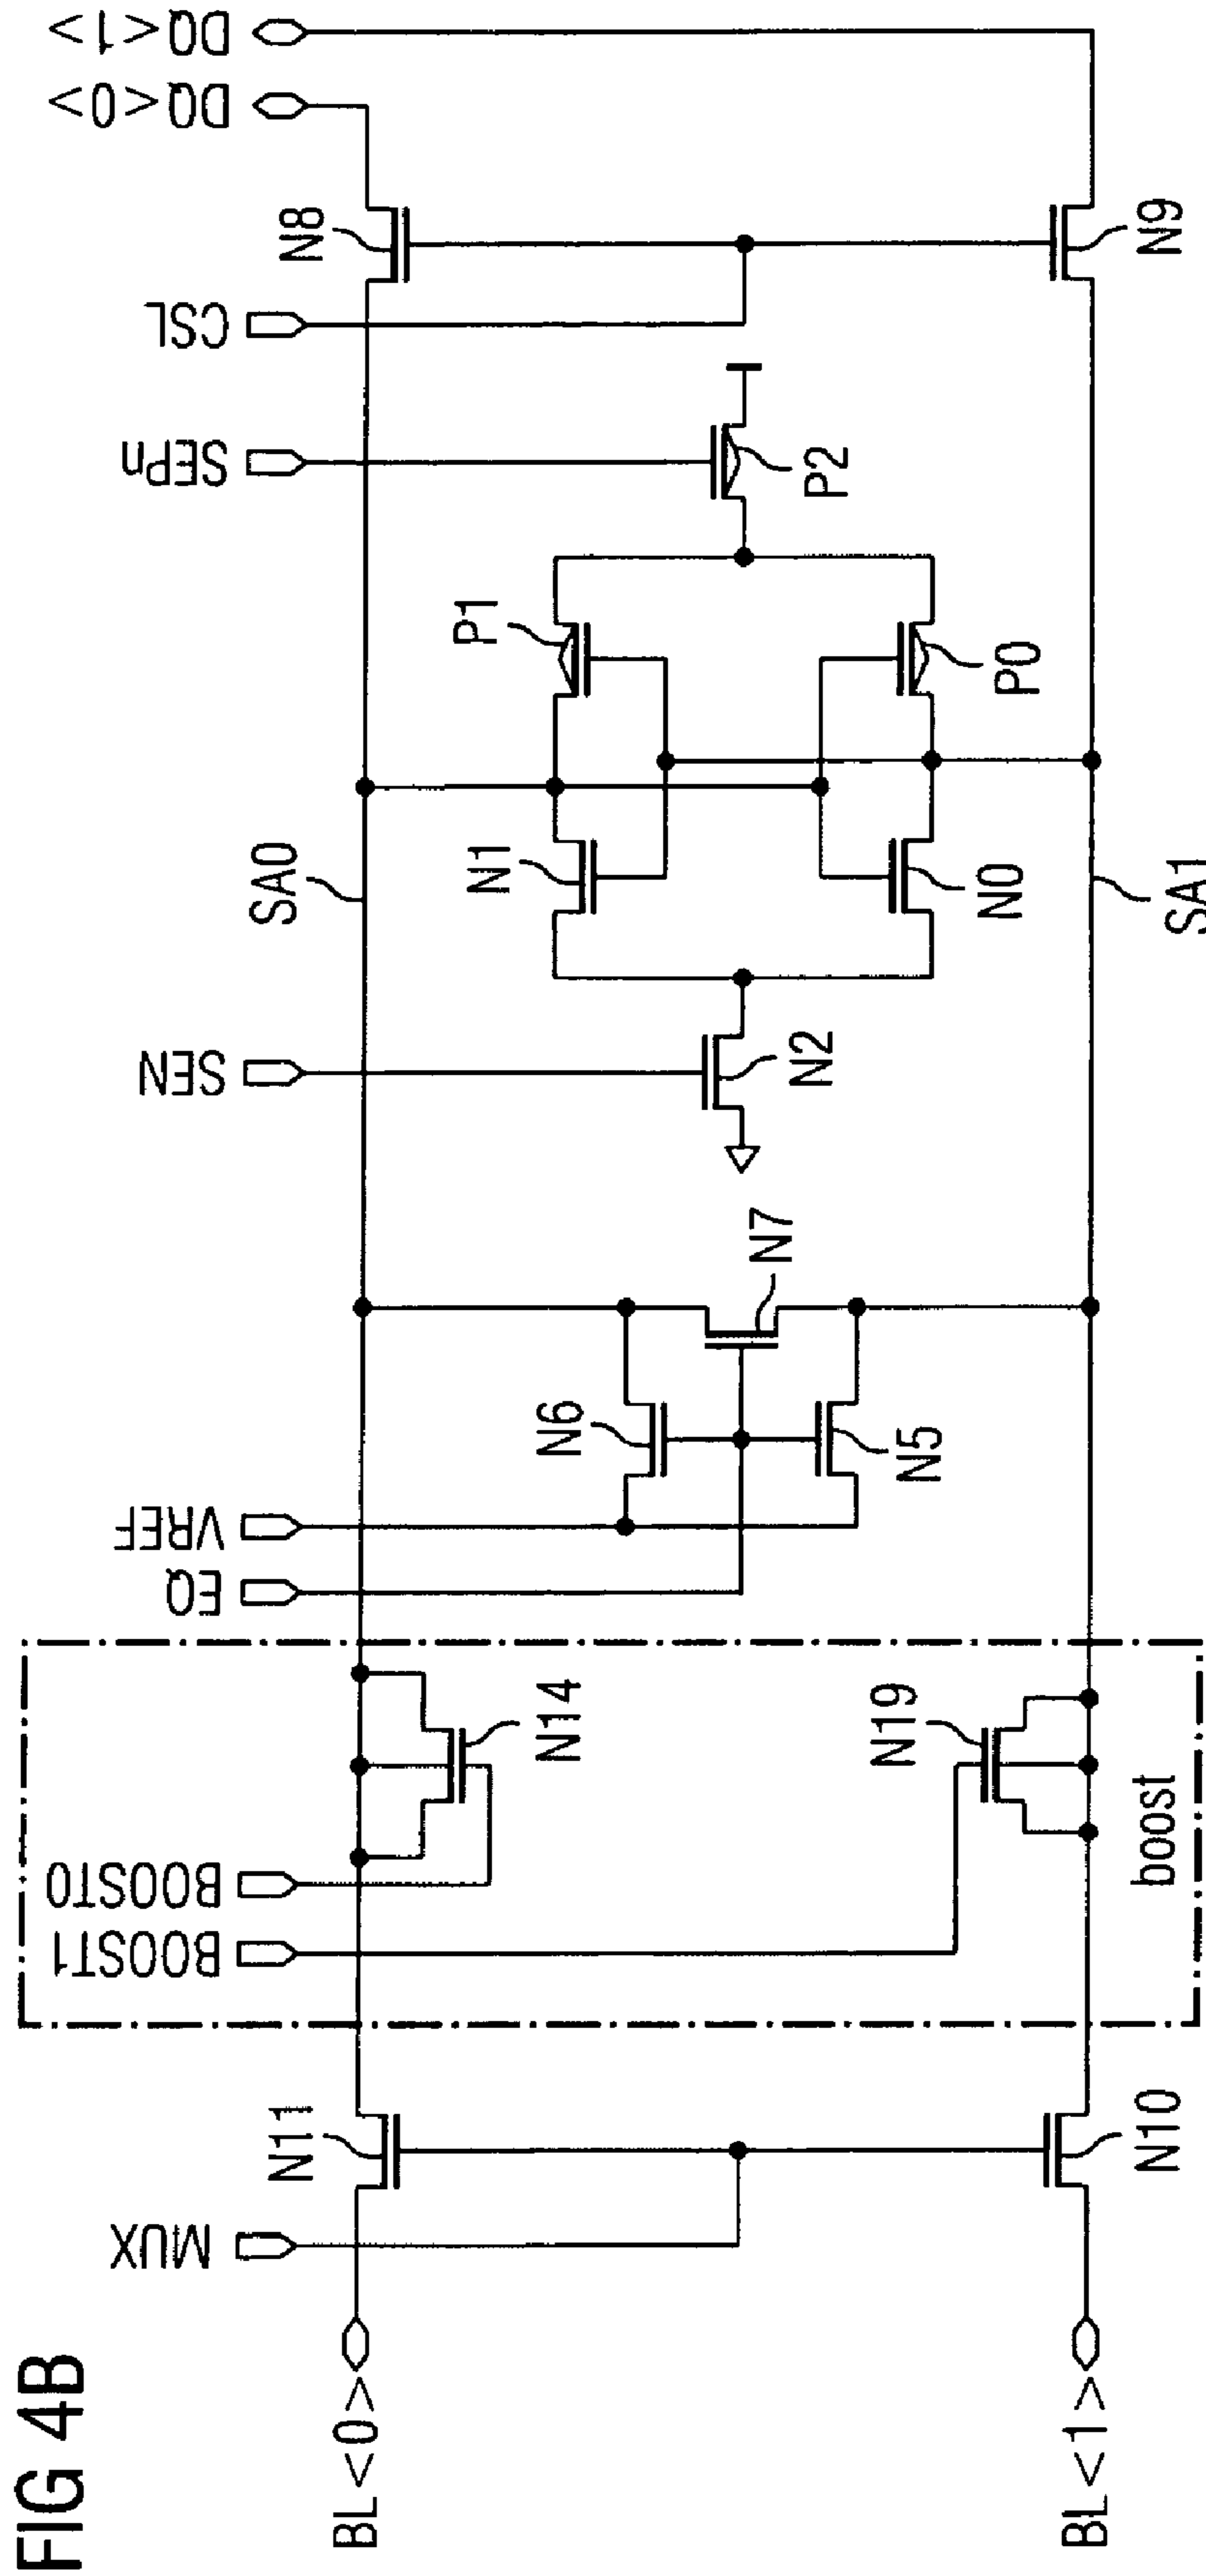 FIG 4B
BL<0>
BL<1>
MUX
N11
N10
BOOST1
BOOST0
N14
N19
boost
EQ
VREF
N6
N5
N7
SEN
N2
SA0
SA1
N1
N0
P1
P0
SEPn
P2
CSL
N8
N9
DQ<0>
DQ<1>